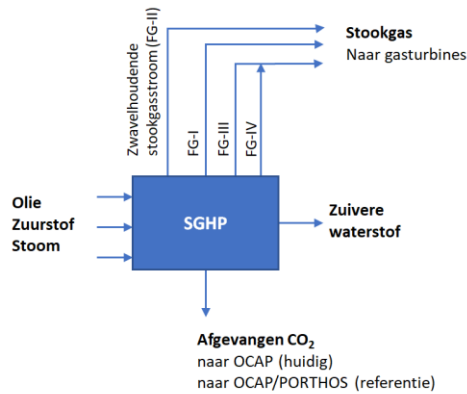 Stookgas
Naar gasturbines
Zwavelhoudende
stookgasstroom (FG-II)
FG-I
FG-III
FG-IV
Olie
Zuurstof
Stoom
SGHP
Zuivere
waterstof
Afgevangen CO₂
naar OCAP (huidig)
naar OCAP/PORTHOS (referentie)